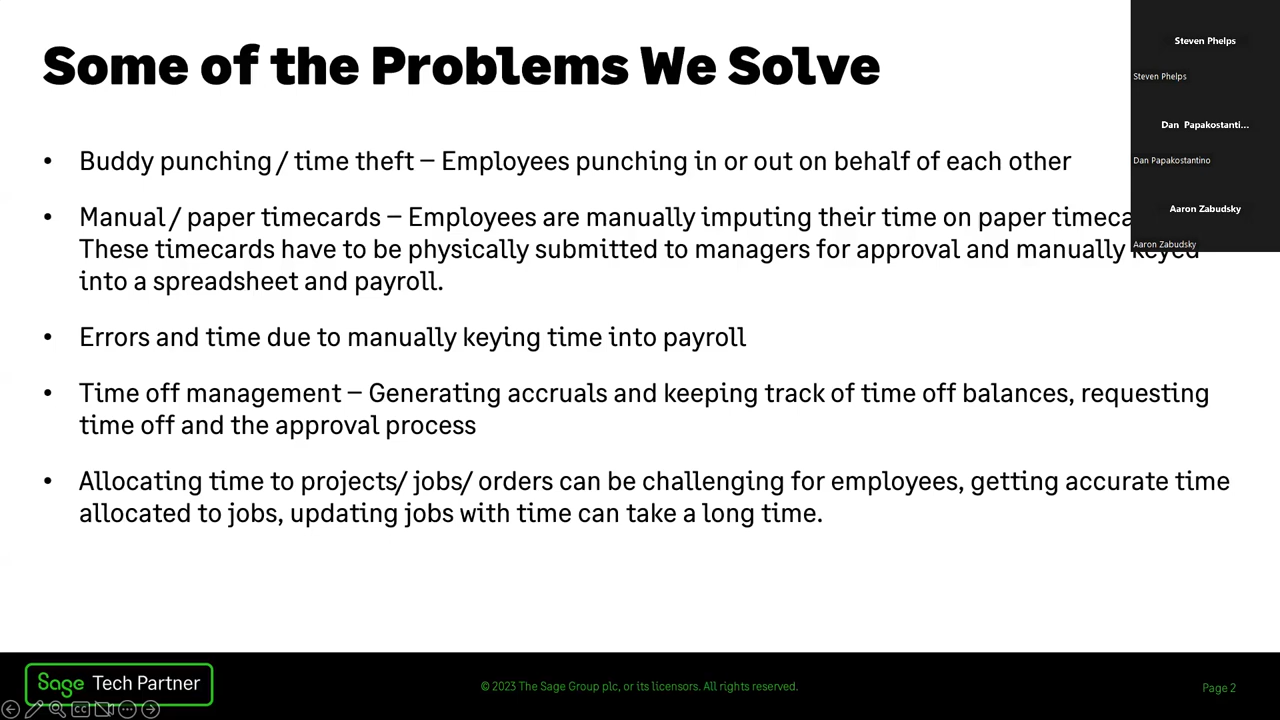 Some of the Problems We Solve
• Buddy punching / time theft – Employees punching in or out on behalf of each other
• Manual / paper timecards – Employees are manually imputing their time on paper
These timecards have to be physically submitted to managers for approval and manually keyed
into a spreadsheet and payroll.
• Errors and time due to manually keying time into payroll
• Time off management – Generating accruals and keeping track of time off balances, requesting
time off and the approval process
• Allocating time to projects/ jobs/ orders can be challenging for employees, getting accurate time
allocated to jobs, updating jobs with time can take a long time.
Steven Phelps
Steven Phelps
Dan Papakostanti...
Dan Papakostantino
Aaron Zabudsky
Aaron Zabudsky
Sage Tech Partner
© 2023 The Sage Group plc, or its licensors. All rights reserved.
Page 2
CC